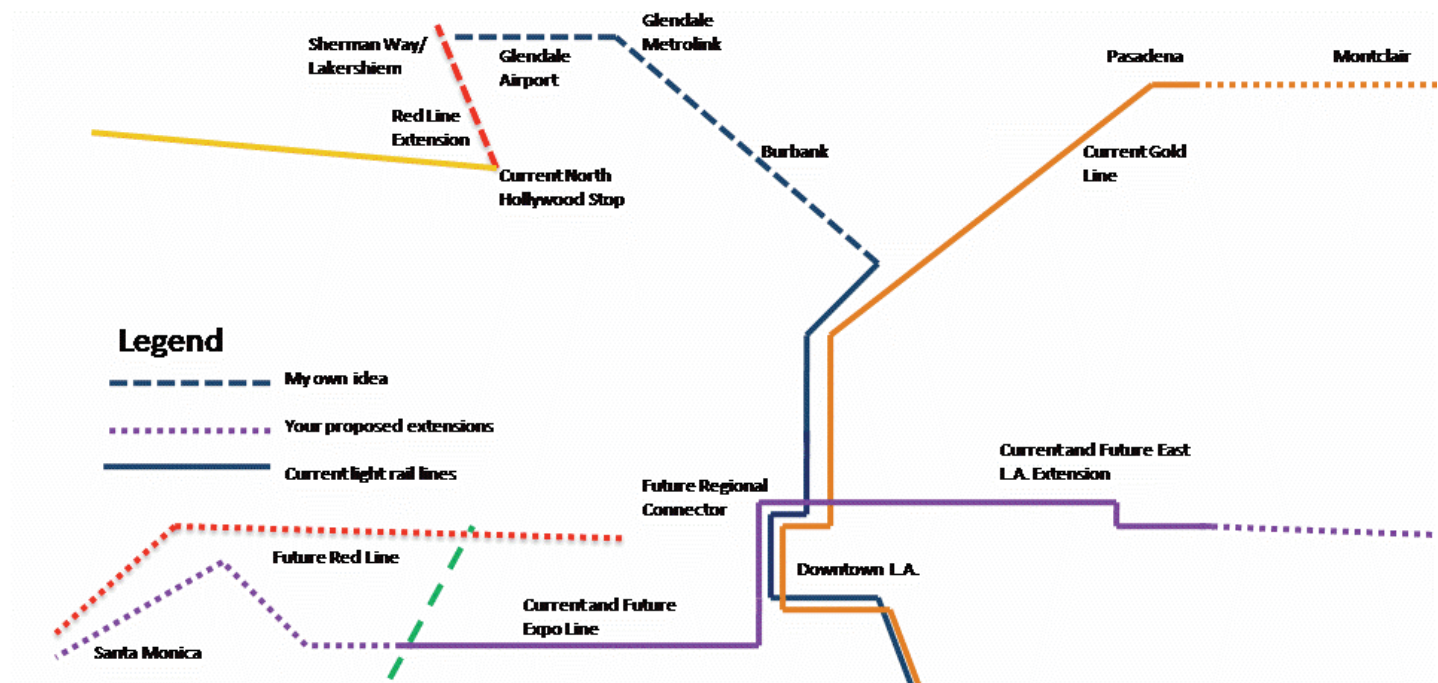 Glendale
Metrolink
Sherman Way/
Lakershiem
Glendale
Airport
Pasadena
Montclair
Red Line
Extension
Burbank
Current Gold
Line
Current North
Hollywood Stop
Legend
My own idea
Your proposed extensions
Current light rail lines
Current and Future East
L.A. Extension
Future Regional
Connector
Future Red Line
Downtown L.A.
Current and Future
Expo Line
Santa Monica